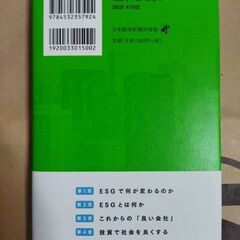 9784532357924
1920033015002
日本経済新聞出版社
定価（本体1500円+税）
第1章 ESGで何が変わるのか
第2章 ESGとは何か
第3章 これからの「良い会社」
第4章 投資で社会を良くする